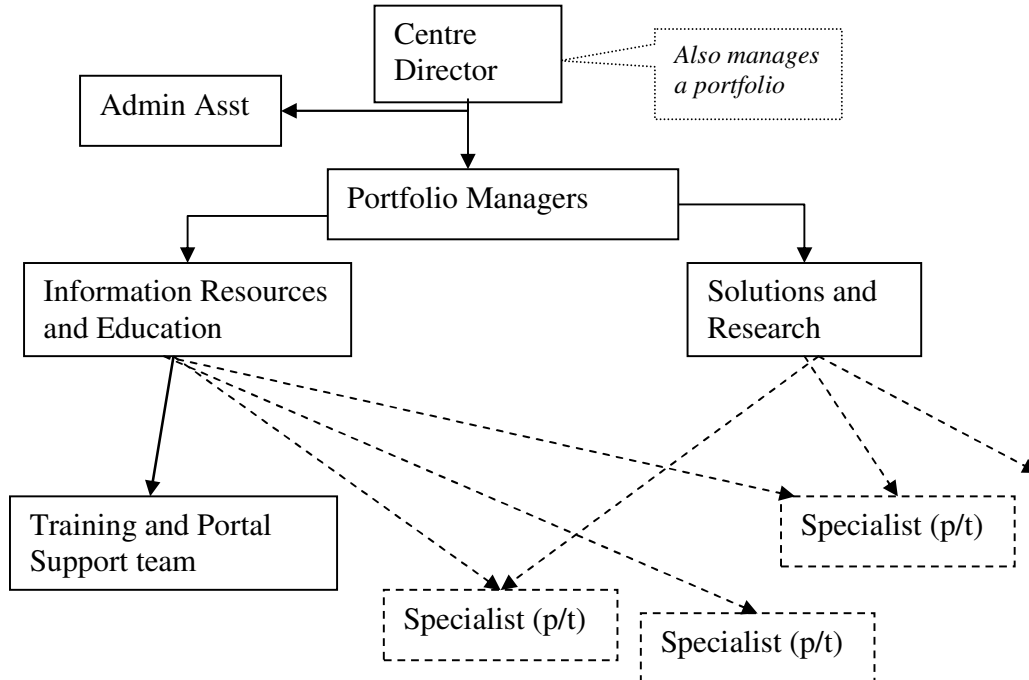 Centre
Director
Also manages
a portfolio
Admin Asst
Portfolio Managers
Information Resources
and Education
Solutions and
Research
Training and Portal
Support team
Specialist (p/t)
Specialist (p/t)
Specialist (p/t)